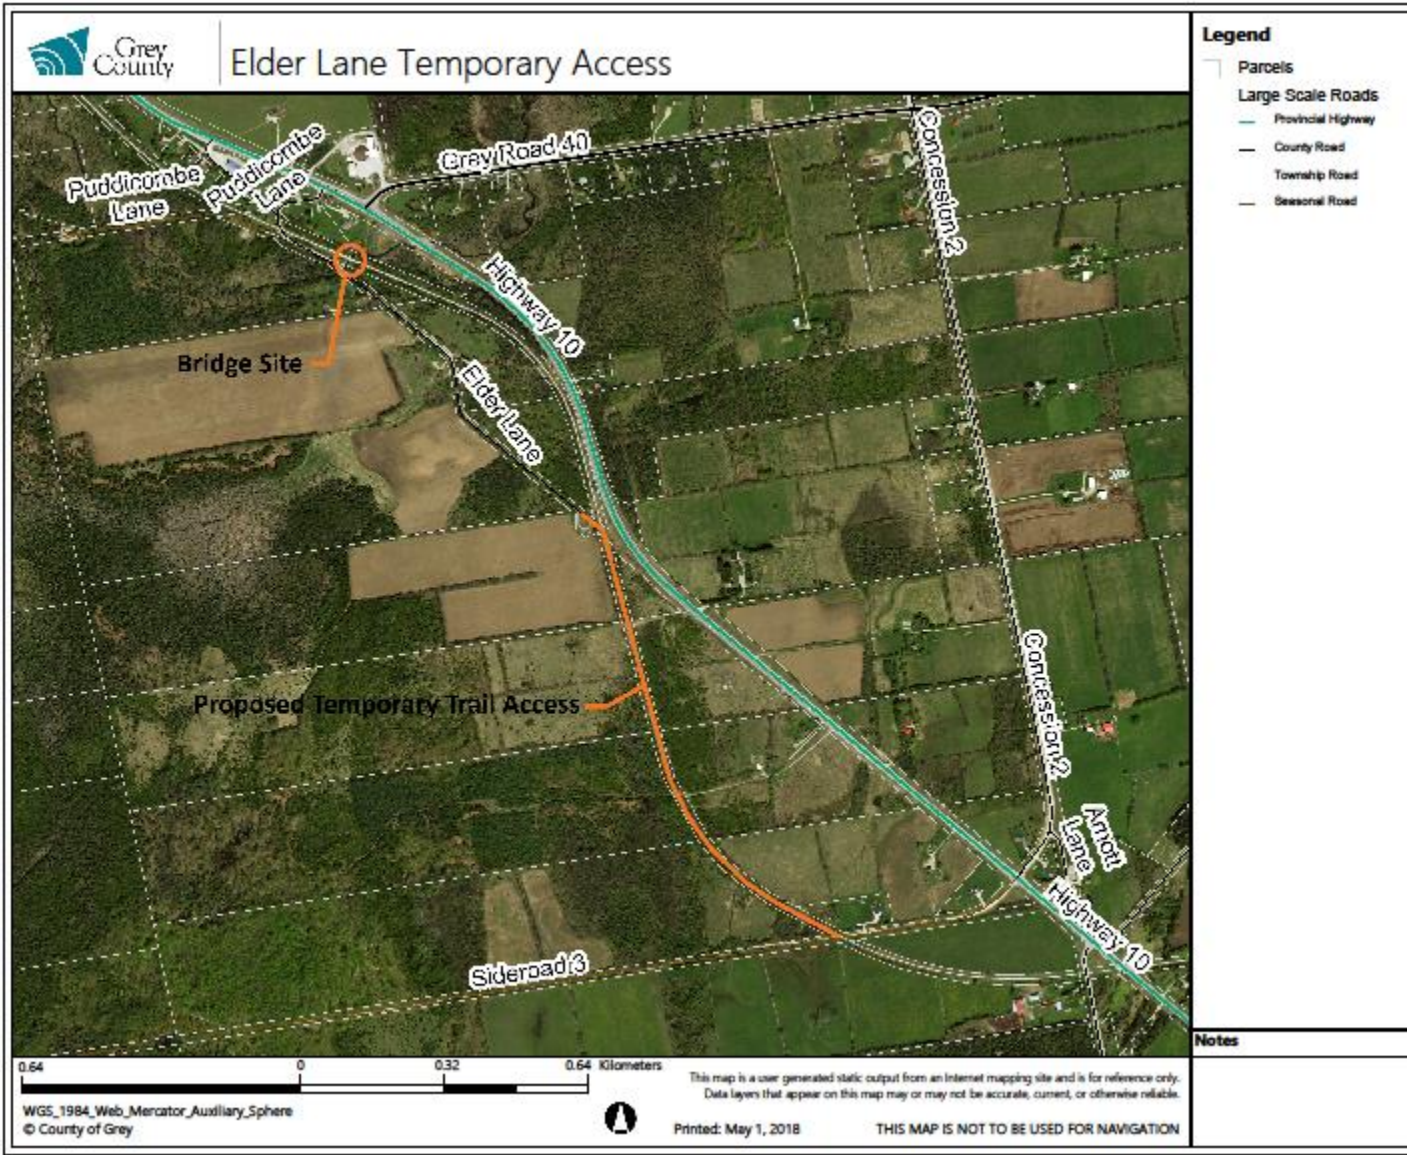 Grey
County
Elder Lane Temporary Access
Legend
Parcels
Large Scale Roads
Provincial Highway
County Road
Township Road
Seasonal Road
Puddicombe
Lane
Puddicombe
Lane
Grey Road 40
Concession 2
Highway 10
Bridge Site
Elder Lane
Proposed Temporary Trail Access
Concession 2
Arnott
Lane
Highway 10
Sideroad 3
Notes
0.64 0 0.32 0.64 Kilometers
WGS_1984_Web_Mercator_Auxiliary_Sphere
© County of Grey
This map is a user generated static output from an Internet mapping site and is for reference only.
Data layers that appear on this map may or may not be accurate, current, or otherwise reliable.
Printed: May 1, 2018
THIS MAP IS NOT TO BE USED FOR NAVIGATION